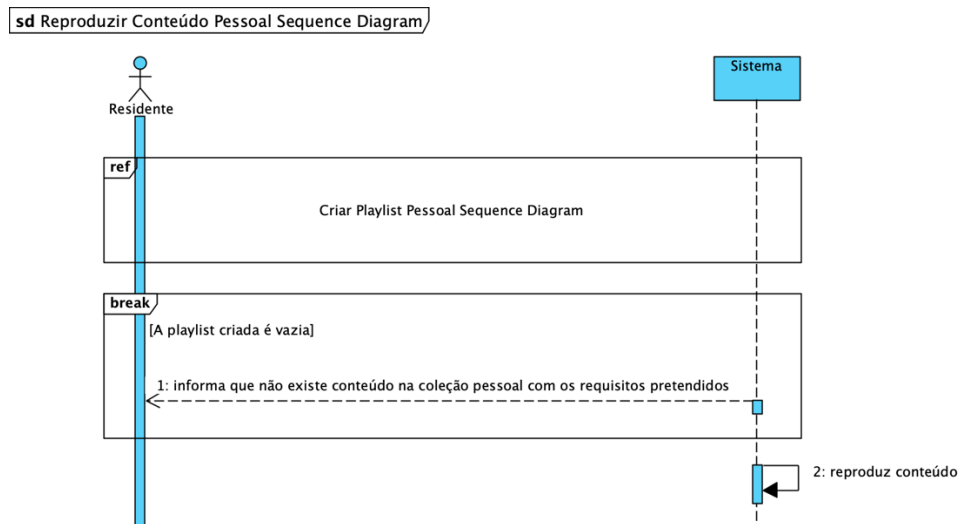 sd Reproduzir Conteúdo Pessoal Sequence Diagram
Sistema
Residente
ref
Criar Playlist Pessoal Sequence Diagram
break
[A playlist criada é vazia]
1: informa que não existe conteúdo na coleção pessoal com os requisitos pretendidos
2: reproduz conteúdo